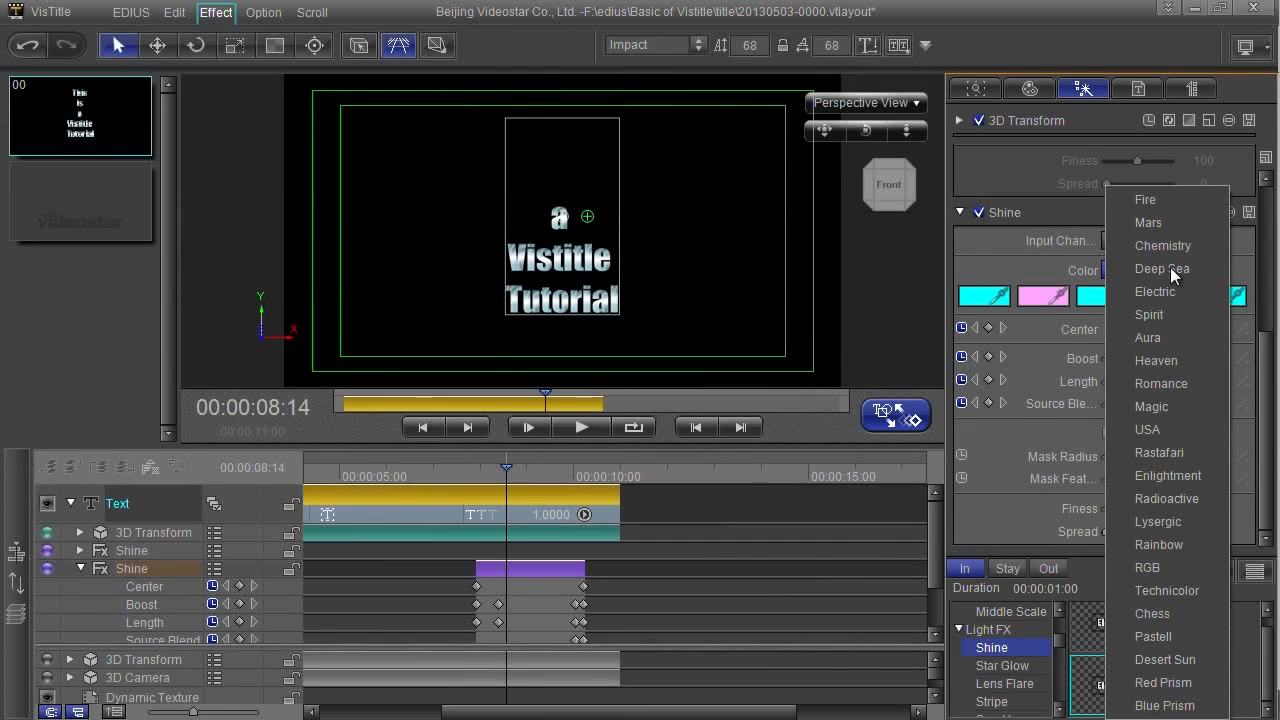 VisTitle EDIUS Edit Effect Option Scroll Beijing Videostar Co., Ltd. -F:\edius\Basic of Vistitle\title\20130503-0000.vtlayout*
Impact 68 68
00
This
is
a
Vistitle
Tutorial
videostar
Perspective View
Front
a
Vistitle
Tutorial
Y
X
00:00:08:14
00:00:11:00
3D Transform
Finess 100
Spread 0
Shine
Input Chan...
Color
Center
Boost
Length
Source Ble...
Mask Radius
Mask Feat...
Finess
Spread
Fire
Mars
Chemistry
Deep Sea
Electric
Spirit
Aura
Heaven
Romance
Magic
USA
Rastafari
Enlightment
Radioactive
Lysergic
Rainbow
RGB
Technicolor
Chess
Pastell
Desert Sun
Red Prism
Blue Prism
00:00:08:14
00:00:05:00 00:00:10:00 00:00:15:00
Text
TTT 1.0000
3D Transform
Shine
Shine
Center
Boost
Length
Source Blend
3D Transform
3D Camera
Dynamic Texture
In Stay Out
Duration 00:00:01:00
Middle Scale
Light FX
Shine
Star Glow
Lens Flare
Stripe